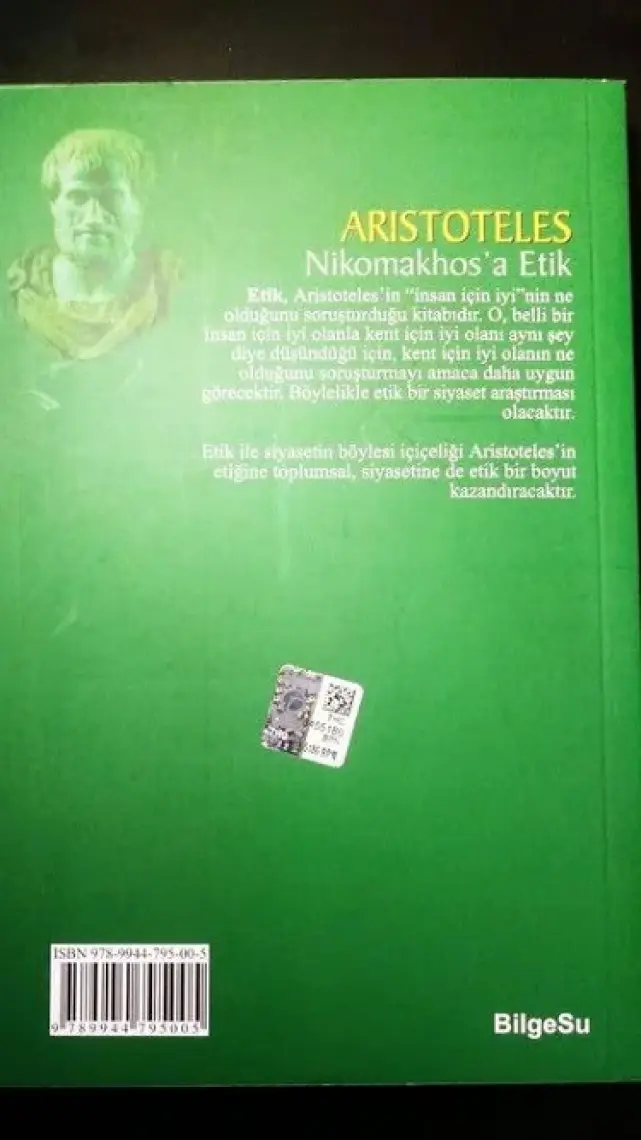 ARISTOTELES
Nikomakhos'a Etik
Etik, Aristoteles'in "insan için iyi"nin ne
olduğunu soruşturduğu kitabıdır. O, belli bir
insan için iyi olanla kent için iyi olanı aynı şey
diye düşündüğü için, kent için iyi olanın ne
olduğunu soruşturmayı amaca daha uygun
görecektir. Böylelikle etik bir siyaset araştırması
olacaktır.
Etik ile siyasetin böylesi içiçeliği Aristoteles'in
etiğine toplumsal, siyasetine de etik bir boyut
kazandıracaktır.
ISBN 978-9944-795-00-5
9 789944 795005
BilgeSu